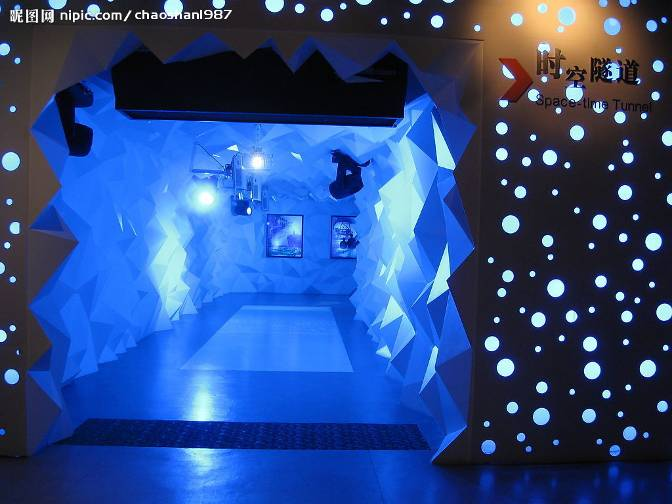 昵图网 nipic.com/chaoshan1987
时空隧道
Space-time Tunnel